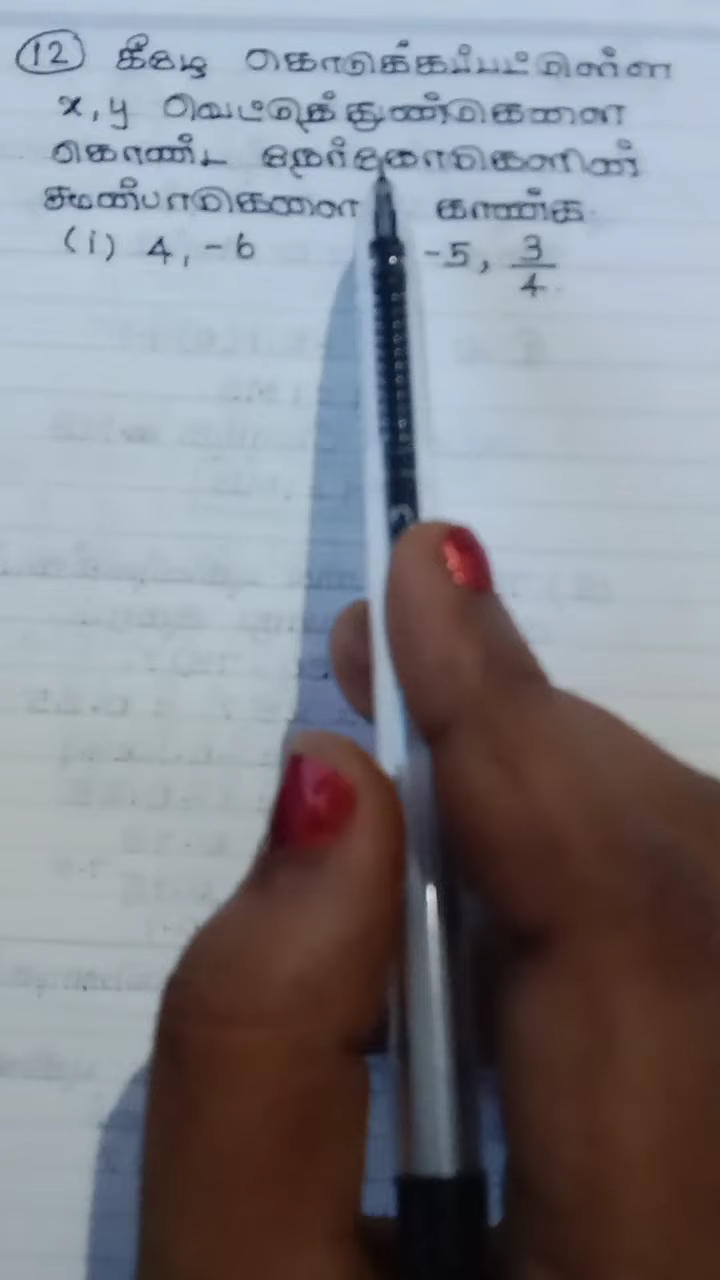 (12) கீழே கொடுக்கப்பட்டுள்ள
x, y வெட்டுத்துண்டுகளை
கொண்ட நேர்கோடுகளின்
சமன்பாடுகளை காண்க.
(i) 4, -6 -5, 3/4.